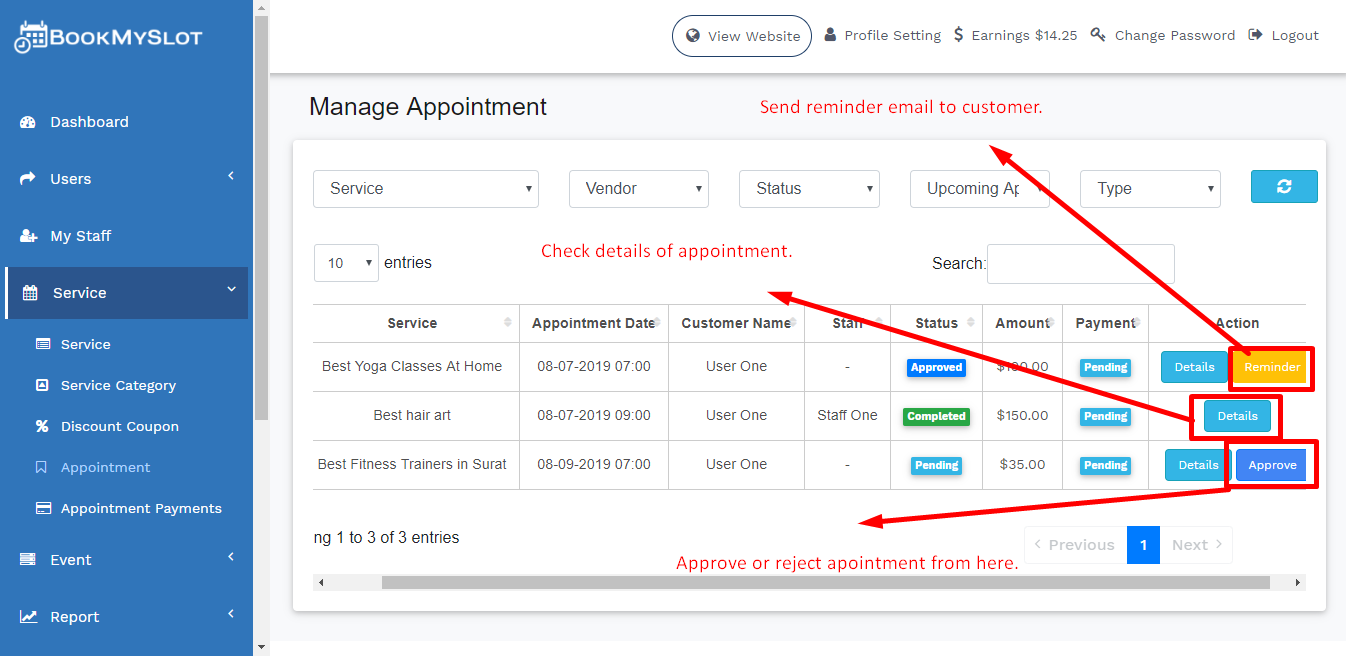 BOOKMYSLOT
View Website Profile Setting $ Earnings $14.25 Change Password Logout
Dashboard
Users
My Staff
Service
Service
Service Category
Discount Coupon
Appointment
Appointment Payments
Event
Report
Manage Appointment
Send reminder email to customer.
Service Vendor Status Upcoming Ap Type
10 entries
Check details of appointment.
Search:
Service Appointment Date Customer Name Staff Status Amount Payment Action
Best Yoga Classes At Home 08-07-2019 07:00 User One - Approved Pending Details Reminder
Best hair art 08-07-2019 09:00 User One Staff One Completed $150.00 Pending Details
Best Fitness Trainers in Surat 08-09-2019 07:00 User One - Pending $35.00 Pending Details Approve
ng 1 to 3 of 3 entries
Previous 1 Next
Approve or reject apointment from here.